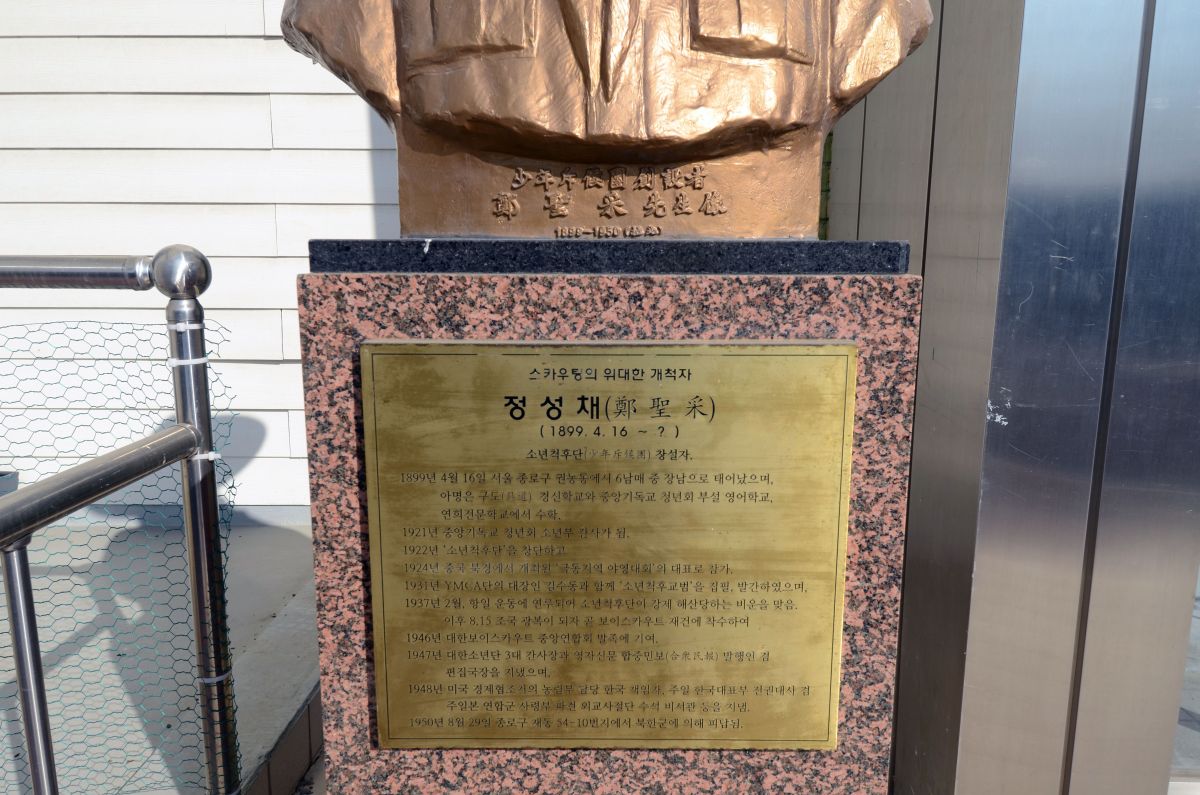 少年斥候團創設者
鄭聖采先生像
1899-1950
스카우팅의 위대한 개척자
정성채(鄭聖采)
(1899. 4. 16 ~ ?)
소년척후단(少年斥候團) 창설자.
1899년 4월 16일 서울 종로구 권농동에서 6남매 중 장남으로 태어났으며,
아명은 구도(具道) 경신학교와 중앙기독교 청년회 부설 영어학교,
연희전문학교에서 수학.
1921년 중앙기독교 청년회 소년부 간사가 됨.
1922년 '소년척후단'을 창단하고
1924년 중국 북경에서 개최된 '극동지역 야영대회'의 대표로 참가.
1931년 YMCA단의 대장인 길수동과 함께 '소년척후교범'을 집필, 발간하였으며,
1937년 2월, 항일 운동에 연루되어 소년척후단이 강제 해산당하는 비운을 맞음.
이후 8.15 조국 광복이 되자 곧 보이스카우트 재건에 착수하여
1946년 대한보이스카우트 중앙연합회 발족에 기여.
1947년 대한소년단 3대 간사장과 영자신문 합중민보(合衆民報) 발행인 겸
편집국장을 지냈으며,
1948년 미국 경제협조처의 농림부 담당 한국 책임자, 주일 한국대표부 전권대사 겸
주일본 연합군 사령부 파견 외교사절단 수석 비서관 등을 지냄.
1950년 8월 29일 종로구 재동 54-10번지에서 북한군에 의해 피납됨.